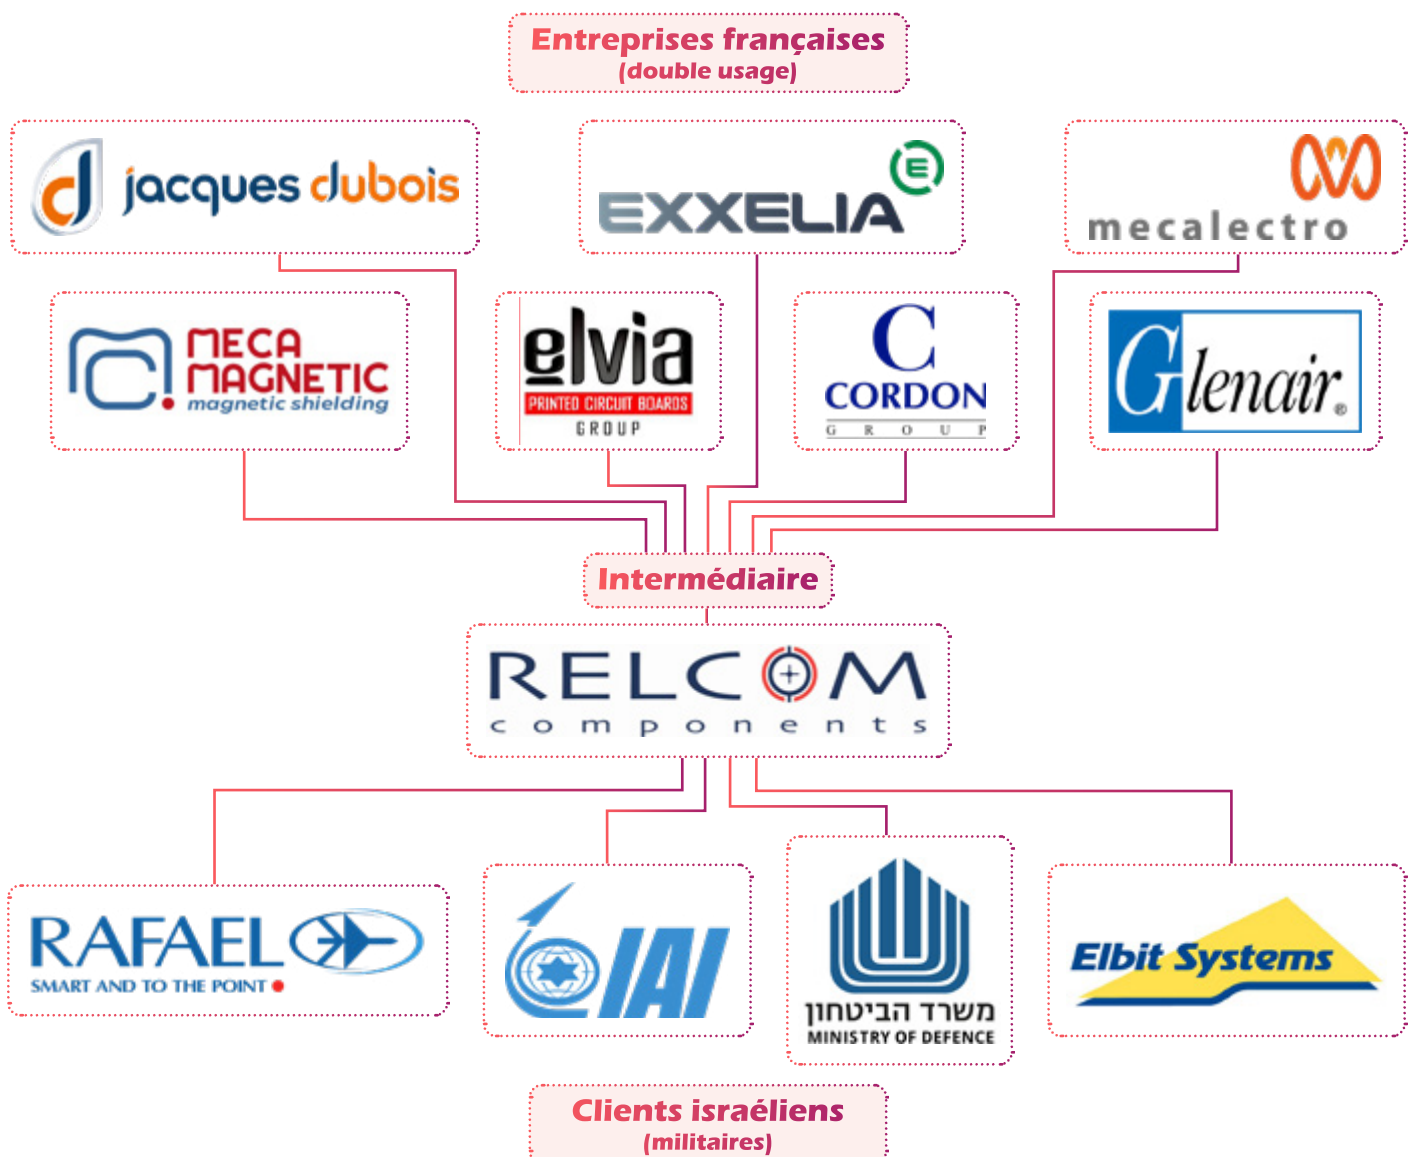 Entreprises françaises
(double usage)
jacques dubois
EXXELIA
E
mecalectro
MECA
MAGNETIC
magnetic shielding
elvia
PRINTED CIRCUIT BOARDS
GROUP
C
CORDON
GROUP
Glenair®
Intermédiaire
RELCOM
components
RAFAEL
SMART AND TO THE POINT
IAI
משרד הביטחון
MINISTRY OF DEFENCE
Elbit Systems
Clients israéliens
(militaires)